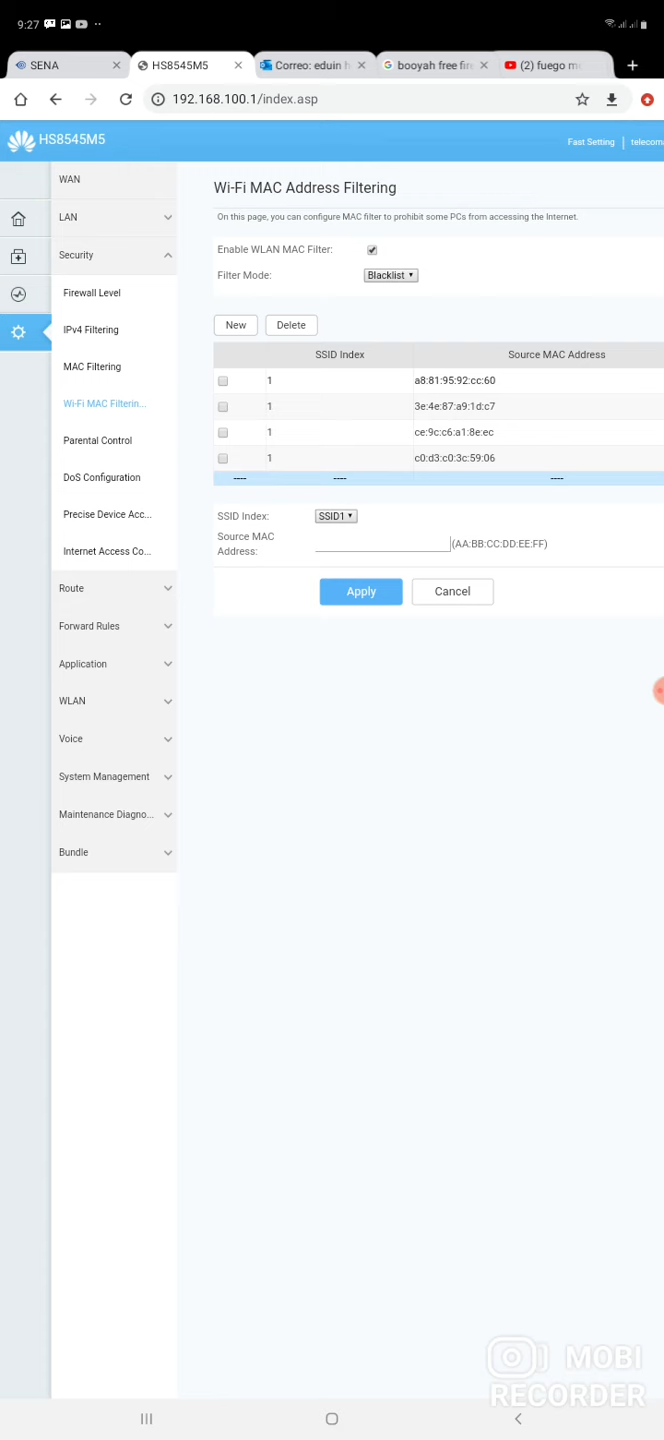 9:27
SENA
HS8545M5
Correo: eduin h
booyah free fire
(2) fuego mo
192.168.100.1/index.asp
HS8545M5
Fast Setting
telecoma
WAN
LAN
Security
Firewall Level
IPv4 Filtering
MAC Filtering
Wi-Fi MAC Filterin...
Parental Control
DoS Configuration
Precise Device Acc...
Internet Access Co...
Route
Forward Rules
Application
WLAN
Voice
System Management
Maintenance Diagno...
Bundle
Wi-Fi MAC Address Filtering
On this page, you can configure MAC filter to prohibit some PCs from accessing the Internet.
Enable WLAN MAC Filter:
Filter Mode: Blacklist
New Delete
SSID Index Source MAC Address
1 a8:81:95:92:cc:60
1 3e:4e:87:a9:1d:c7
1 ce:9c:c6:a1:8e:ec
1 c0:d3:c0:3c:59:06
---- ---- ----
SSID Index: SSID1
Source MAC
Address: (AA:BB:CC:DD:EE:FF)
Apply Cancel
MOBI
RECORDER